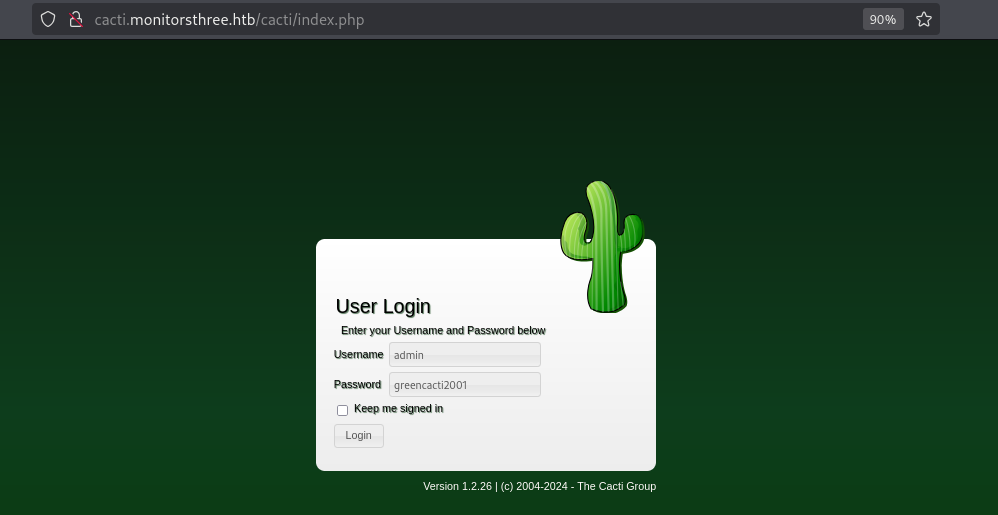 cacti.monitorsthree.htb/cacti/index.php 90%
User Login
Enter your Username and Password below
Username admin
Password greencacti2001
Keep me signed in
Login
Version 1.2.26 | (c) 2004-2024 - The Cacti Group